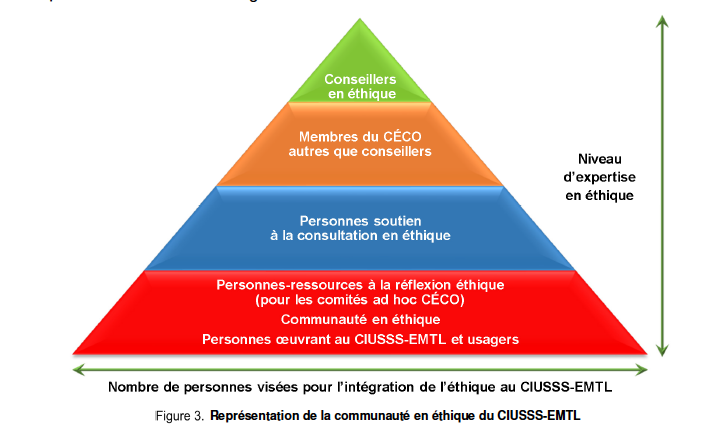 Conseillers
en éthique
Membres du CÉCO
autres que conseillers
Niveau
d'expertise
en éthique
Personnes soutien
à la consultation en éthique
Personnes-ressources à la réflexion éthique
(pour les comités ad hoc CÉCO)
Communauté en éthique
Personnes œuvrant au CIUSSS-EMTL et usagers
Nombre de personnes visées pour l'intégration de l'éthique au CIUSSS-EMTL
Figure 3. Représentation de la communauté en éthique du CIUSSS-EMTL